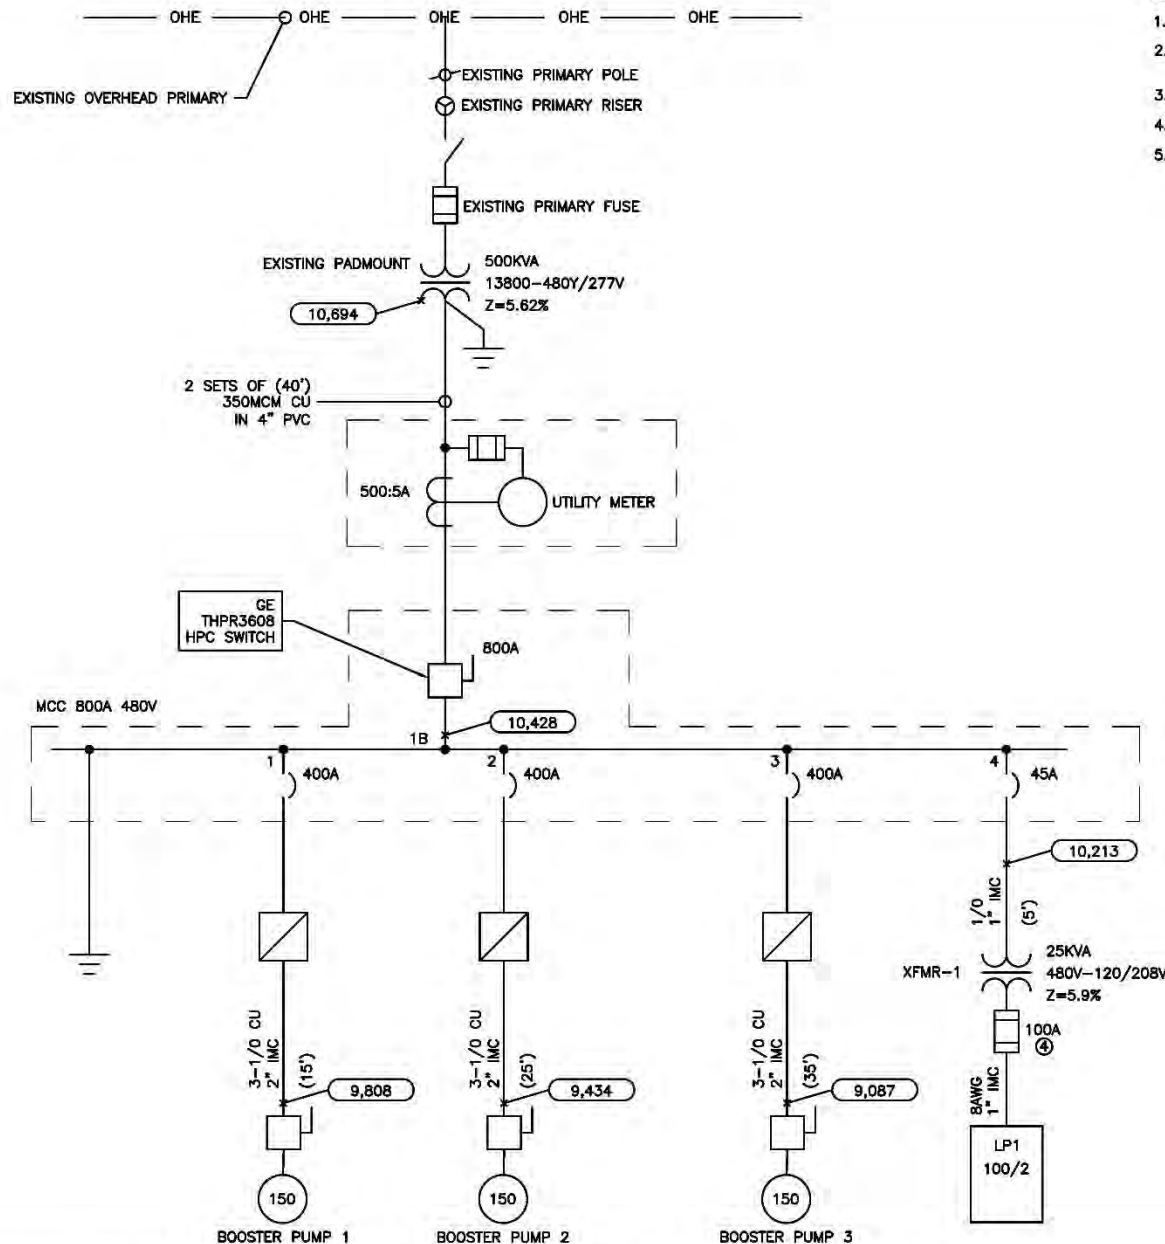 OHE OHE OHE OHE OHE
1.
2.
3.
4.
5.
EXISTING OVERHEAD PRIMARY
EXISTING PRIMARY POLE
EXISTING PRIMARY RISER
EXISTING PRIMARY FUSE
EXISTING PADMOUNT
500KVA
13800-480Y/277V
Z=5.62%
10,694
2 SETS OF (40')
350MCM CU
IN 4" PVC
500:5A
UTILITY METER
GE
THPR3608
HPC SWITCH
800A
MCC 800A 480V
10,428
1B
1
400A
2
400A
3
400A
4
45A
10,213
1/0
1" IMC
(5')
XFMR-1
25KVA
480V-120/208V
Z=5.9%
100A
4
8AWG
1" IMC
LP1
100/2
3-1/0 CU
2" IMC
(15')
9,808
150
BOOSTER PUMP 1
3-1/0 CU
2" IMC
(25')
9,434
150
BOOSTER PUMP 2
3-1/0 CU
2" IMC
(35')
9,087
150
BOOSTER PUMP 3